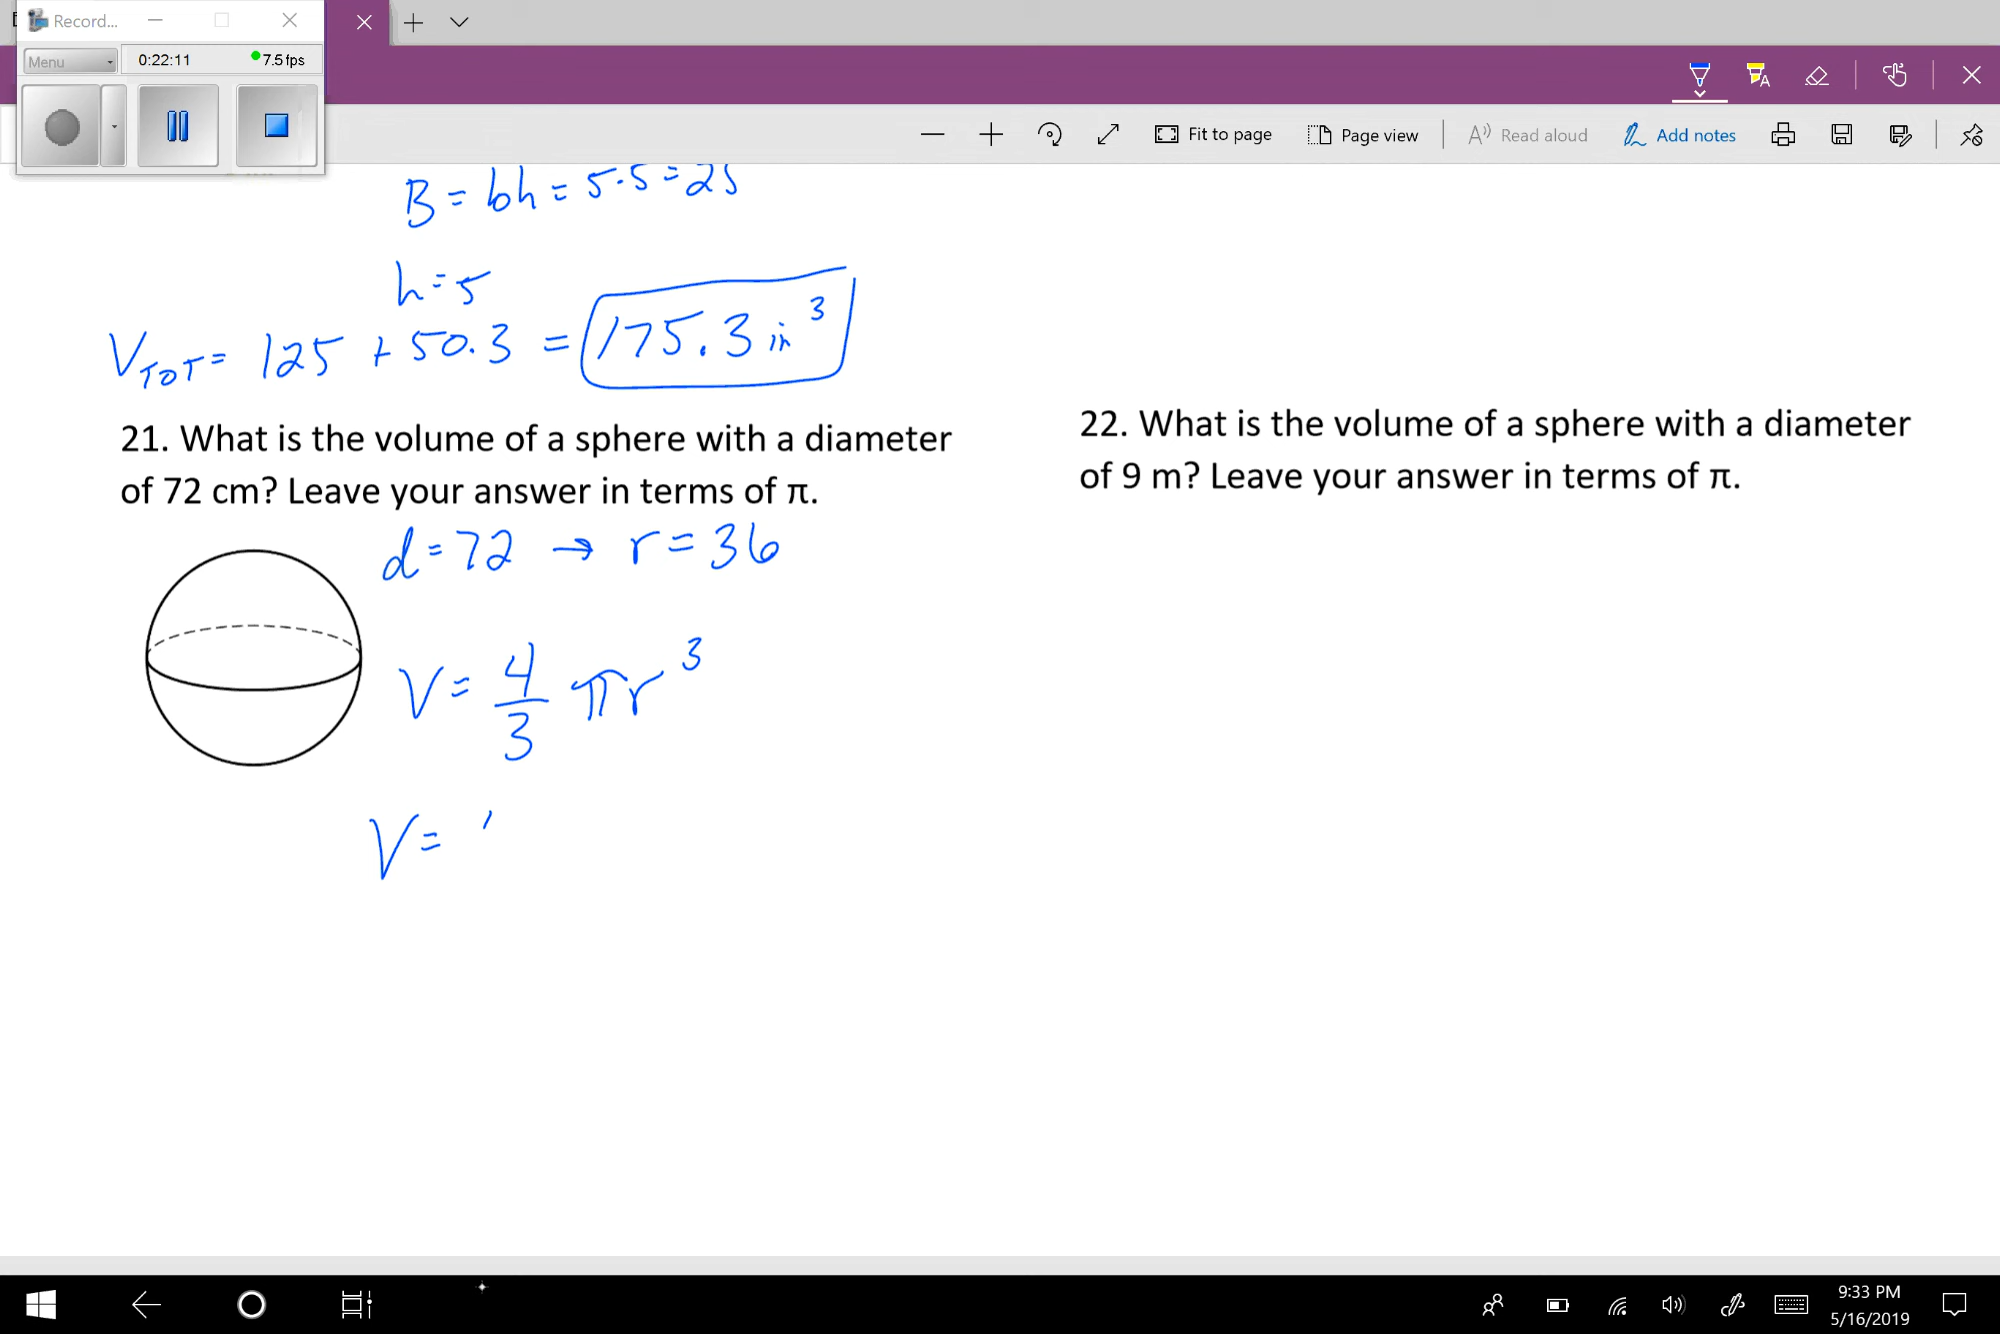 Record...
Menu
0:22:11
7.5 fps
Fit to page
Page view
Read aloud
Add notes
B = bh = 5·5 = 25
h = 5
V_TOT = 125 + 50.3 = 175.3 in³
21. What is the volume of a sphere with a diameter
of 72 cm? Leave your answer in terms of π.
d = 72 → r = 36
V = 4/3 πr³
V =
22. What is the volume of a sphere with a diameter
of 9 m? Leave your answer in terms of π.
9:33 PM
5/16/2019